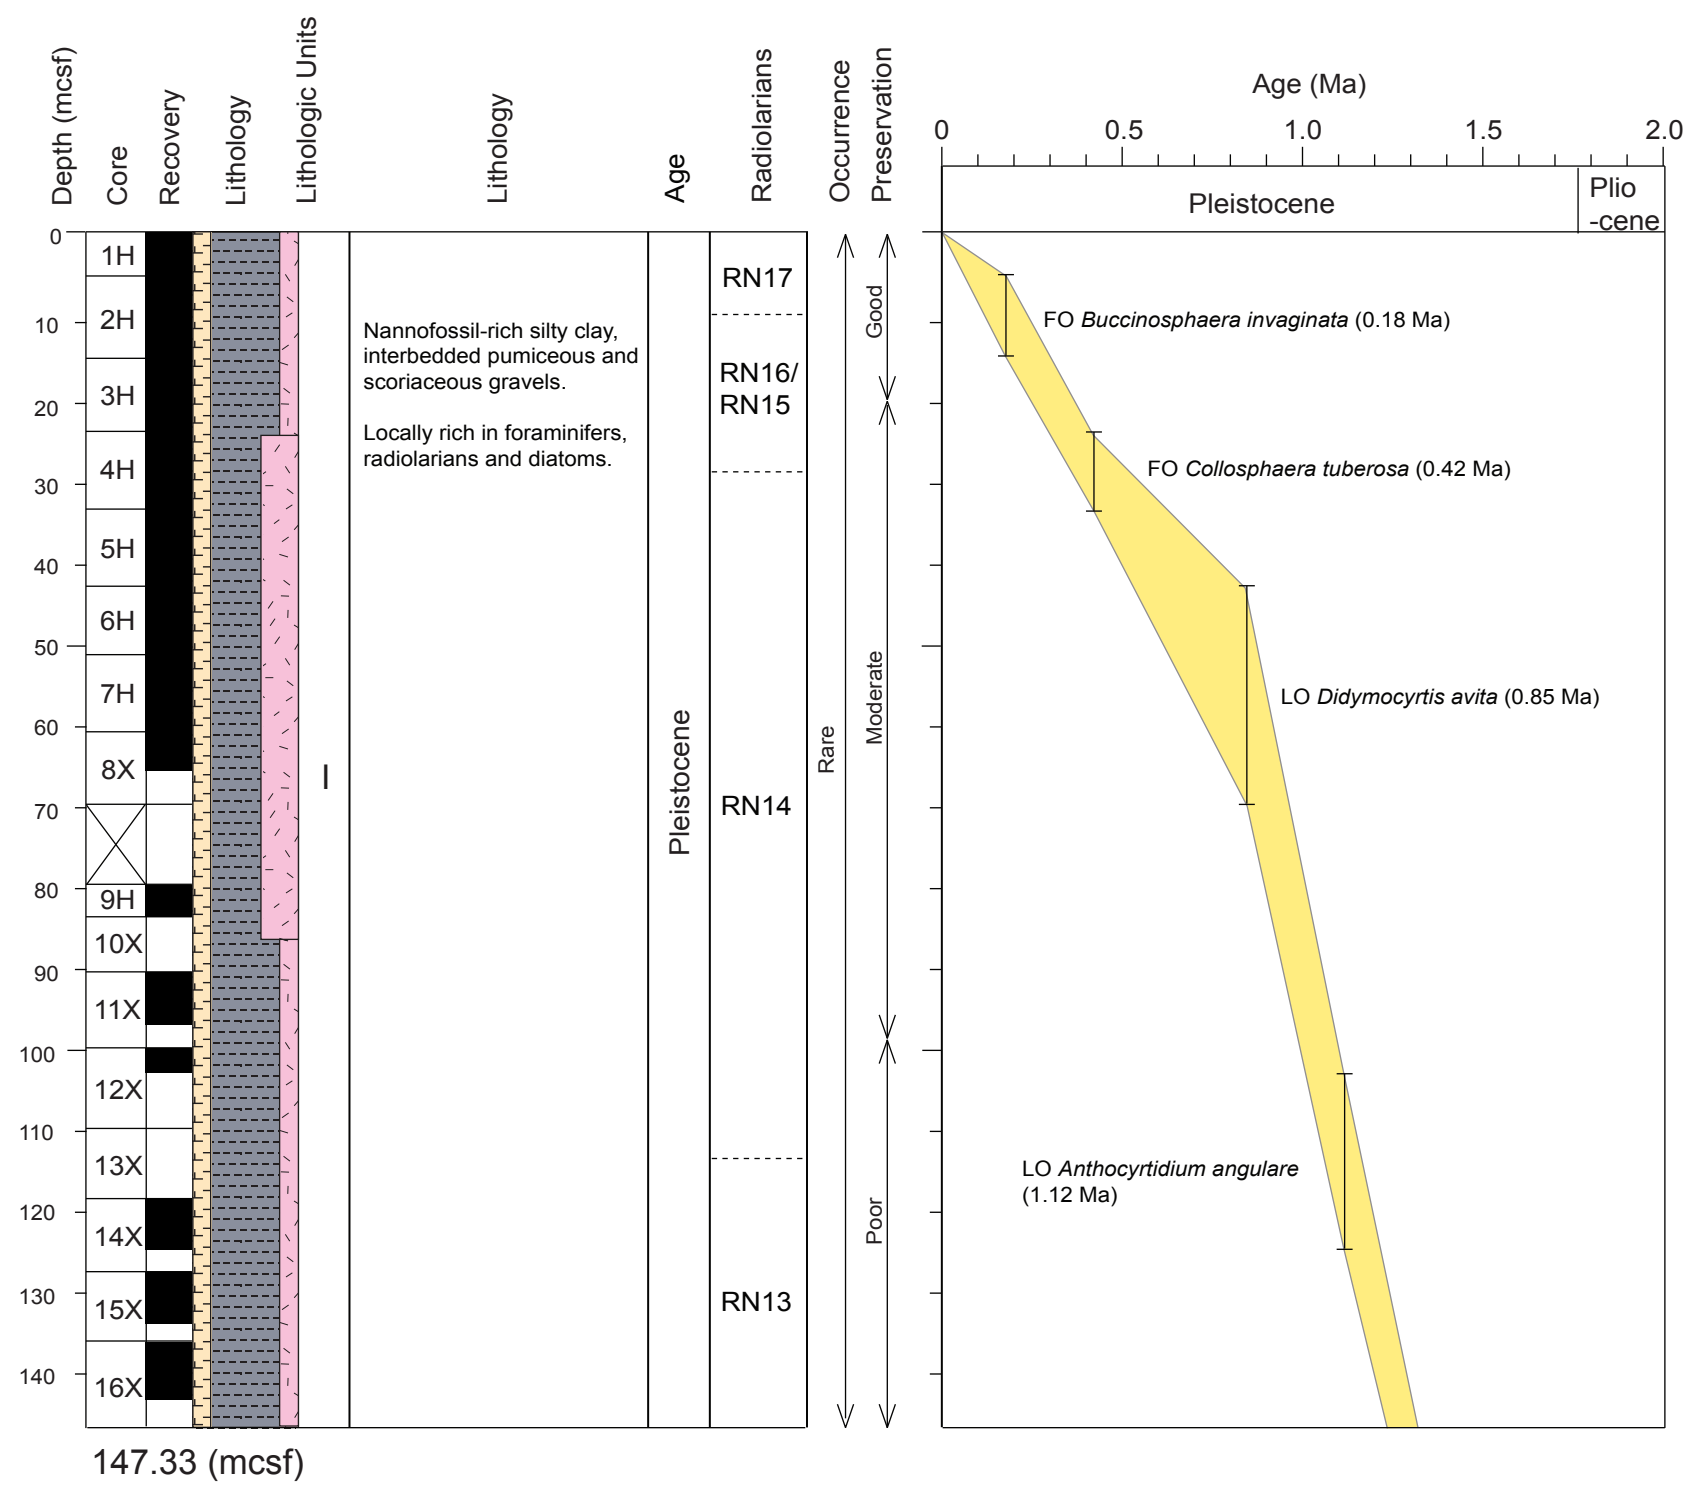 Depth (mcsf)
Core
Recovery
Lithology
Lithologic Units
Lithology
Age
Radiolarians
Occurrence
Preservation
Age (Ma)
0
0.5
1.0
1.5
2.0
Pleistocene
Plio
-cene
0
10
20
30
40
50
60
70
80
90
100
110
120
130
140
1H
2H
3H
4H
5H
6H
7H
8X
9H
10X
11X
12X
13X
14X
15X
16X
I
Nannofossil-rich silty clay,
interbedded pumiceous and
scoriaceous gravels.
Locally rich in foraminifers,
radiolarians and diatoms.
Pleistocene
RN17
RN16/
RN15
RN14
RN13
Rare
Good
Moderate
Poor
FO Buccinosphaera invaginata (0.18 Ma)
FO Collosphaera tuberosa (0.42 Ma)
LO Didymocyrtis avita (0.85 Ma)
LO Anthocyrtidium angulare
(1.12 Ma)
147.33 (mcsf)